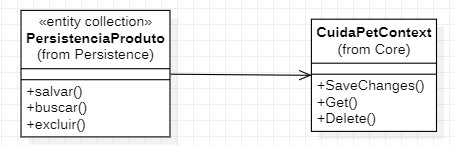 «entity collection»
PersistenciaProduto
(from Persistence)
+salvar()
+buscar()
+excluir()
CuidaPetContext
(from Core)
+SaveChanges()
+Get()
+Delete()